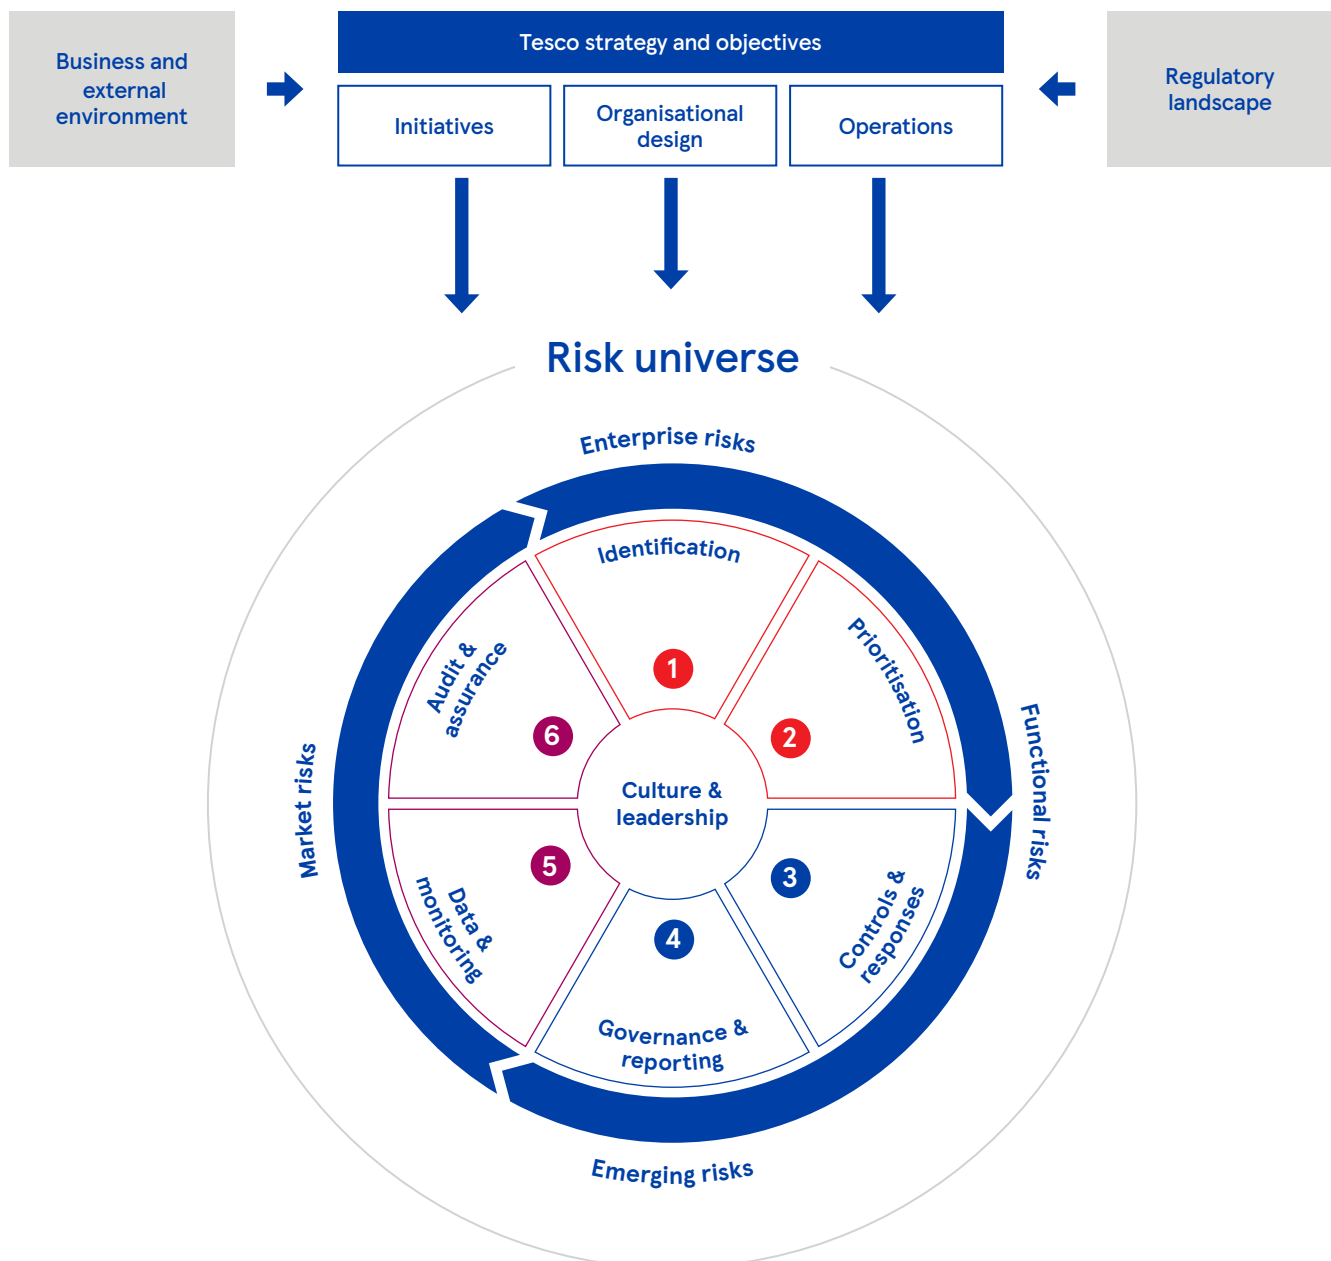 Business and
external
environment
Tesco strategy and objectives
Initiatives
Organisational
design
Operations
Regulatory
landscape
Risk universe
Enterprise risks
Functional risks
Emerging risks
Market risks
Identification
1
Prioritisation
2
3
Controls &
responses
4
Governance &
reporting
5
Data &
monitoring
Audit &
assurance
6
Culture &
leadership